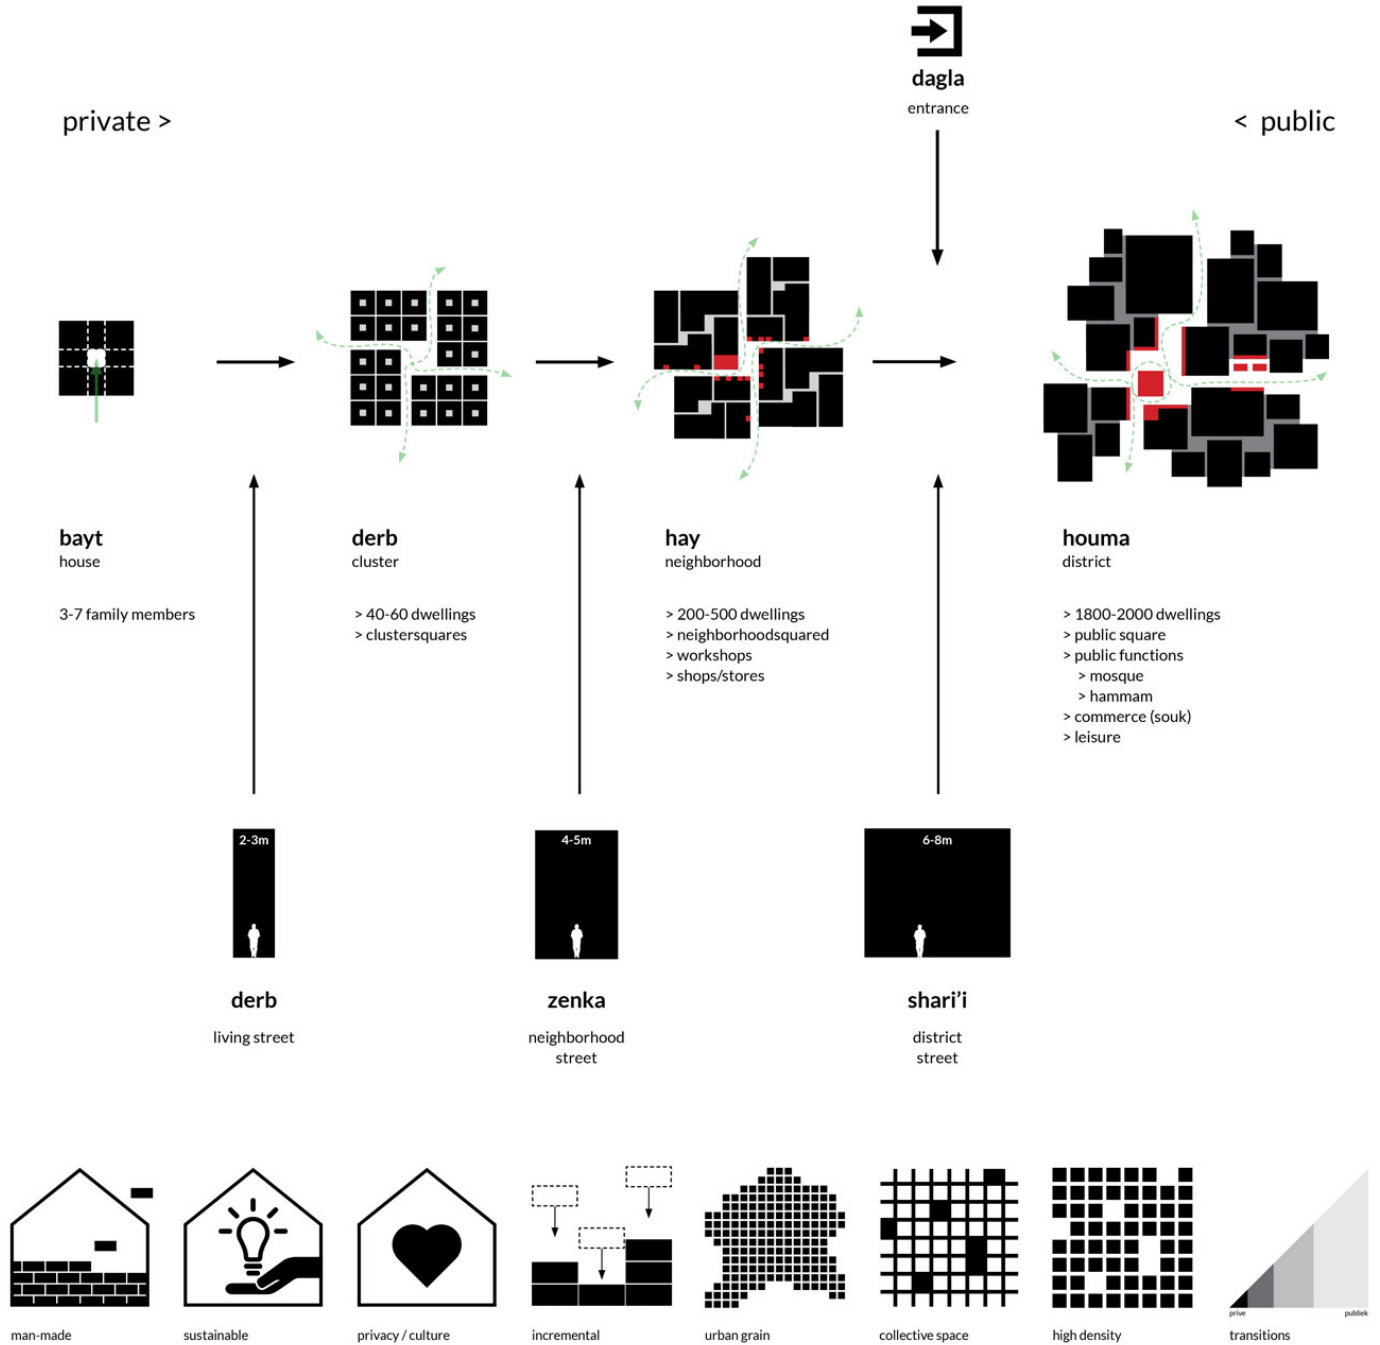 dagla
entrance
private >
< public
bayt
house
3-7 family members
derb
cluster
> 40-60 dwellings
> clustersquares
hay
neighborhood
> 200-500 dwellings
> neighborhoodsquared
> workshops
> shops/stores
houma
district
> 1800-2000 dwellings
> public square
> public functions
> mosque
> hammam
> commerce (souk)
> leisure
2-3m
derb
living street
4-5m
zenka
neighborhood
street
6-8m
shari’i
district
street
man-made
sustainable
privacy / culture
incremental
urban grain
collective space
high density
prive
publiek
transitions